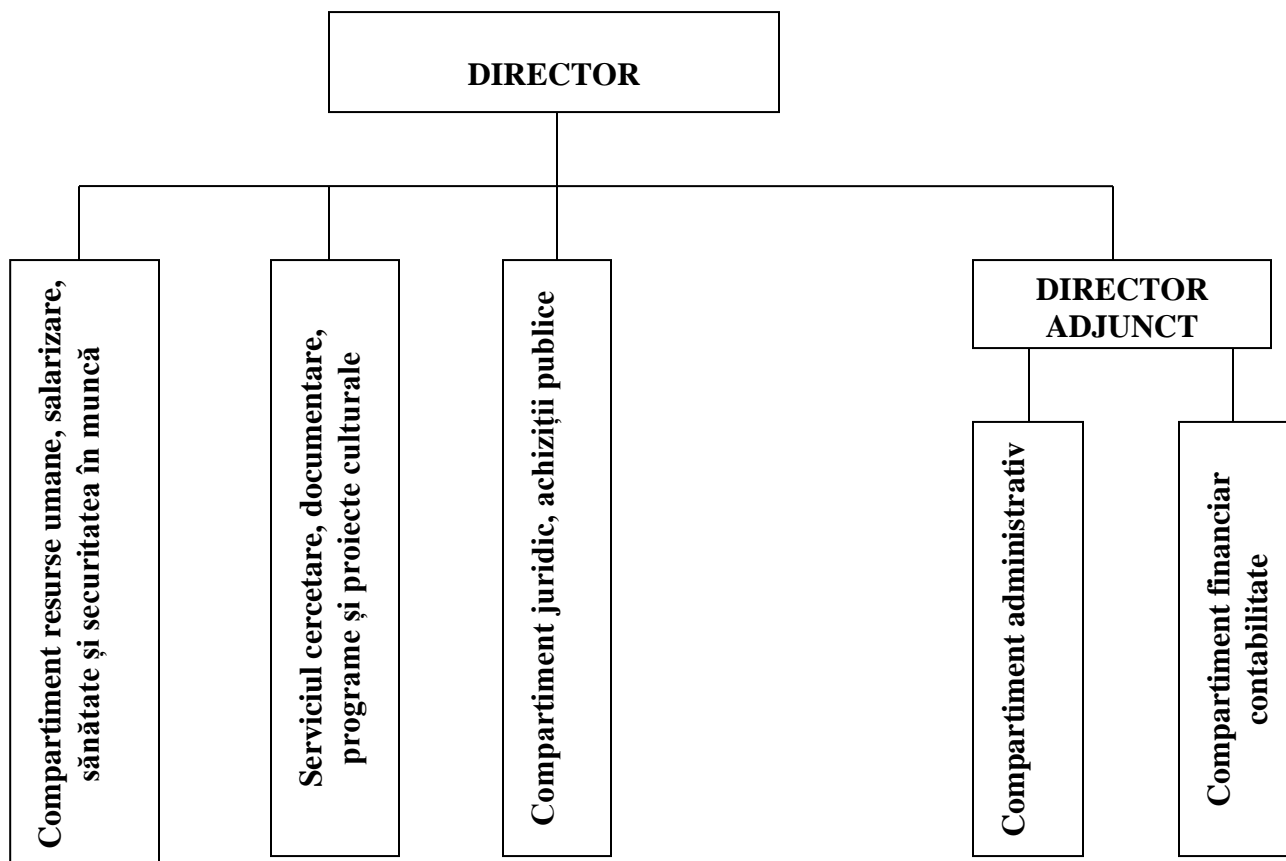 DIRECTOR
Compartiment resurse umane, salarizare,
sănătate și securitatea în muncă
Serviciul cercetare, documentare,
programe și proiecte culturale
Compartiment juridic, achiziții publice
DIRECTOR
ADJUNCT
Compartiment administrativ
Compartiment financiar
contabilitate